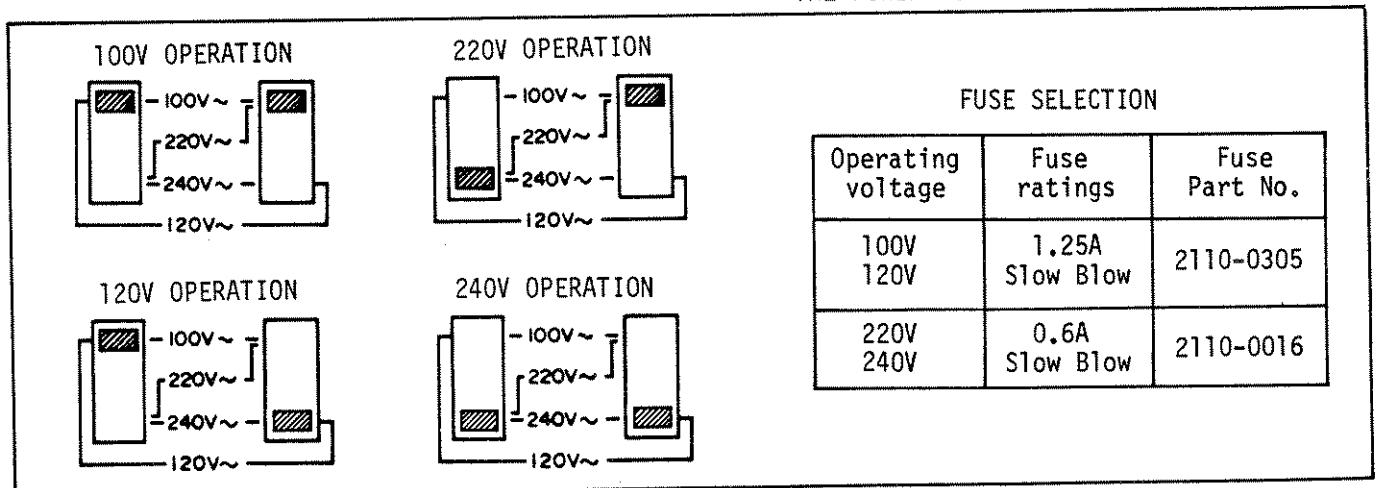 100V OPERATION
100V~
220V~
240V~
120V~
220V OPERATION
100V~
220V~
240V~
120V~
120V OPERATION
100V~
220V~
240V~
120V~
240V OPERATION
100V~
220V~
240V~
120V~
FUSE SELECTION
Operating voltage Fuse ratings Fuse Part No.
100V 120V 1.25A Slow Blow 2110-0305
220V 240V 0.6A Slow Blow 2110-0016